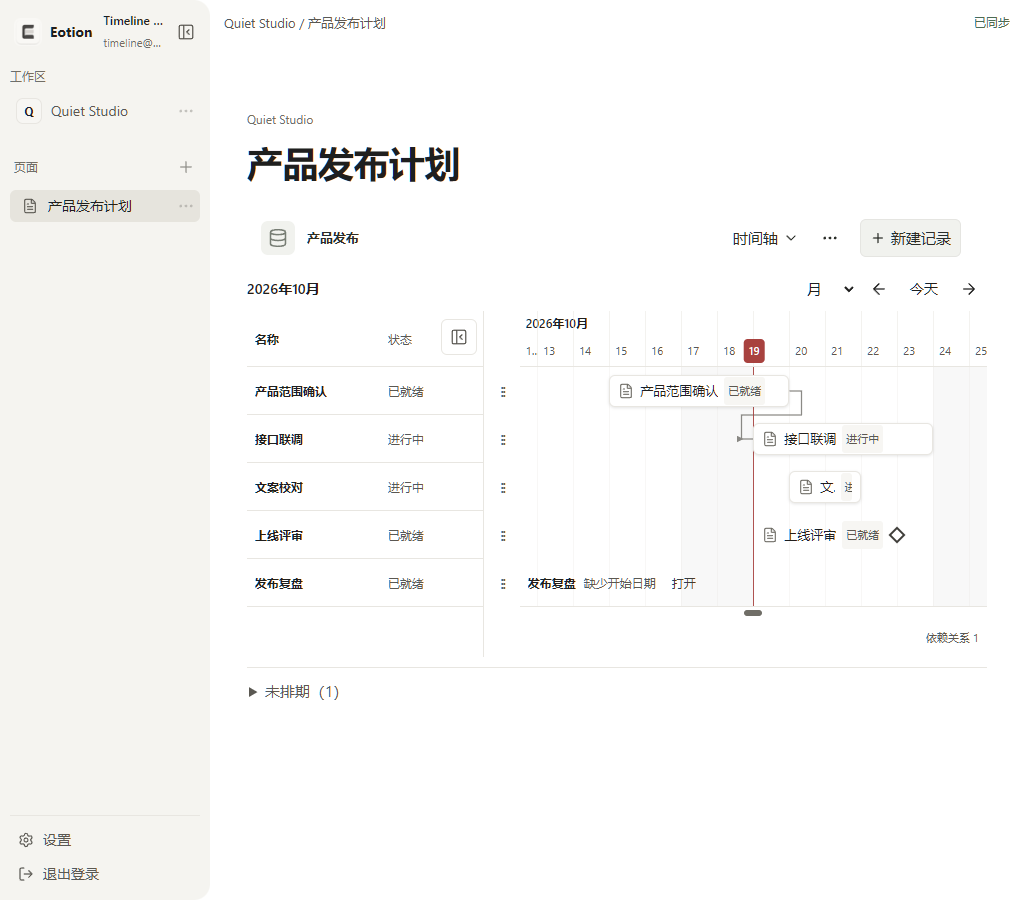 Eotion
Timeline ...
timeline@...
工作区
Q Quiet Studio
页面
产品发布计划
设置
退出登录
Quiet Studio / 产品发布计划
已同步
Quiet Studio
产品发布计划
产品发布
时间轴
新建记录
2026年10月
月
今天
名称 状态
2026年10月
1.. 13 14 15 16 17 18 19 20 21 22 23 24 25
产品范围确认 已就绪
产品范围确认 已就绪
接口联调 进行中
接口联调 进行中
文案校对 进行中
文. 进
上线评审 已就绪
上线评审 已就绪
发布复盘 已就绪
发布复盘 缺少开始日期 打开
依赖关系 1
未排期 (1)